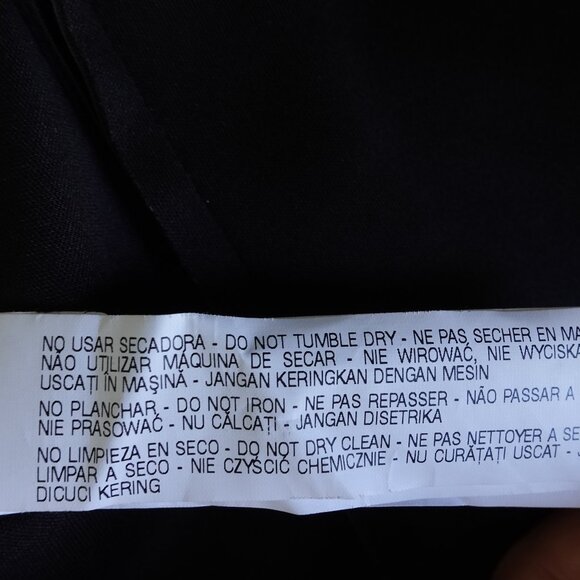 NO USAR SECADORA - DO NOT TUMBLE DRY - NE PAS SECHER EN MA
NÃO UTILIZAR MÁQUINA DE SECAR - NIE WIROWAĆ, NIE WYCISKA
USCAȚI ÎN MAȘINĂ - JANGAN KERINGKAN DENGAN MESIN
NO PLANCHAR - DO NOT IRON - NE PAS REPASSER - NÃO PASSAR A
NIE PRASOWAĆ - NU CĂLCAȚI - JANGAN DISETRIKA
NO LIMPIEZA EN SECO - DO NOT DRY CLEAN - NE PAS NETTOYER A SE
LIMPAR A SECO - NIE CZYŚCIĆ CHEMICZNIE - NU CURĂȚAȚI USCAT - J
DICUCI KERING